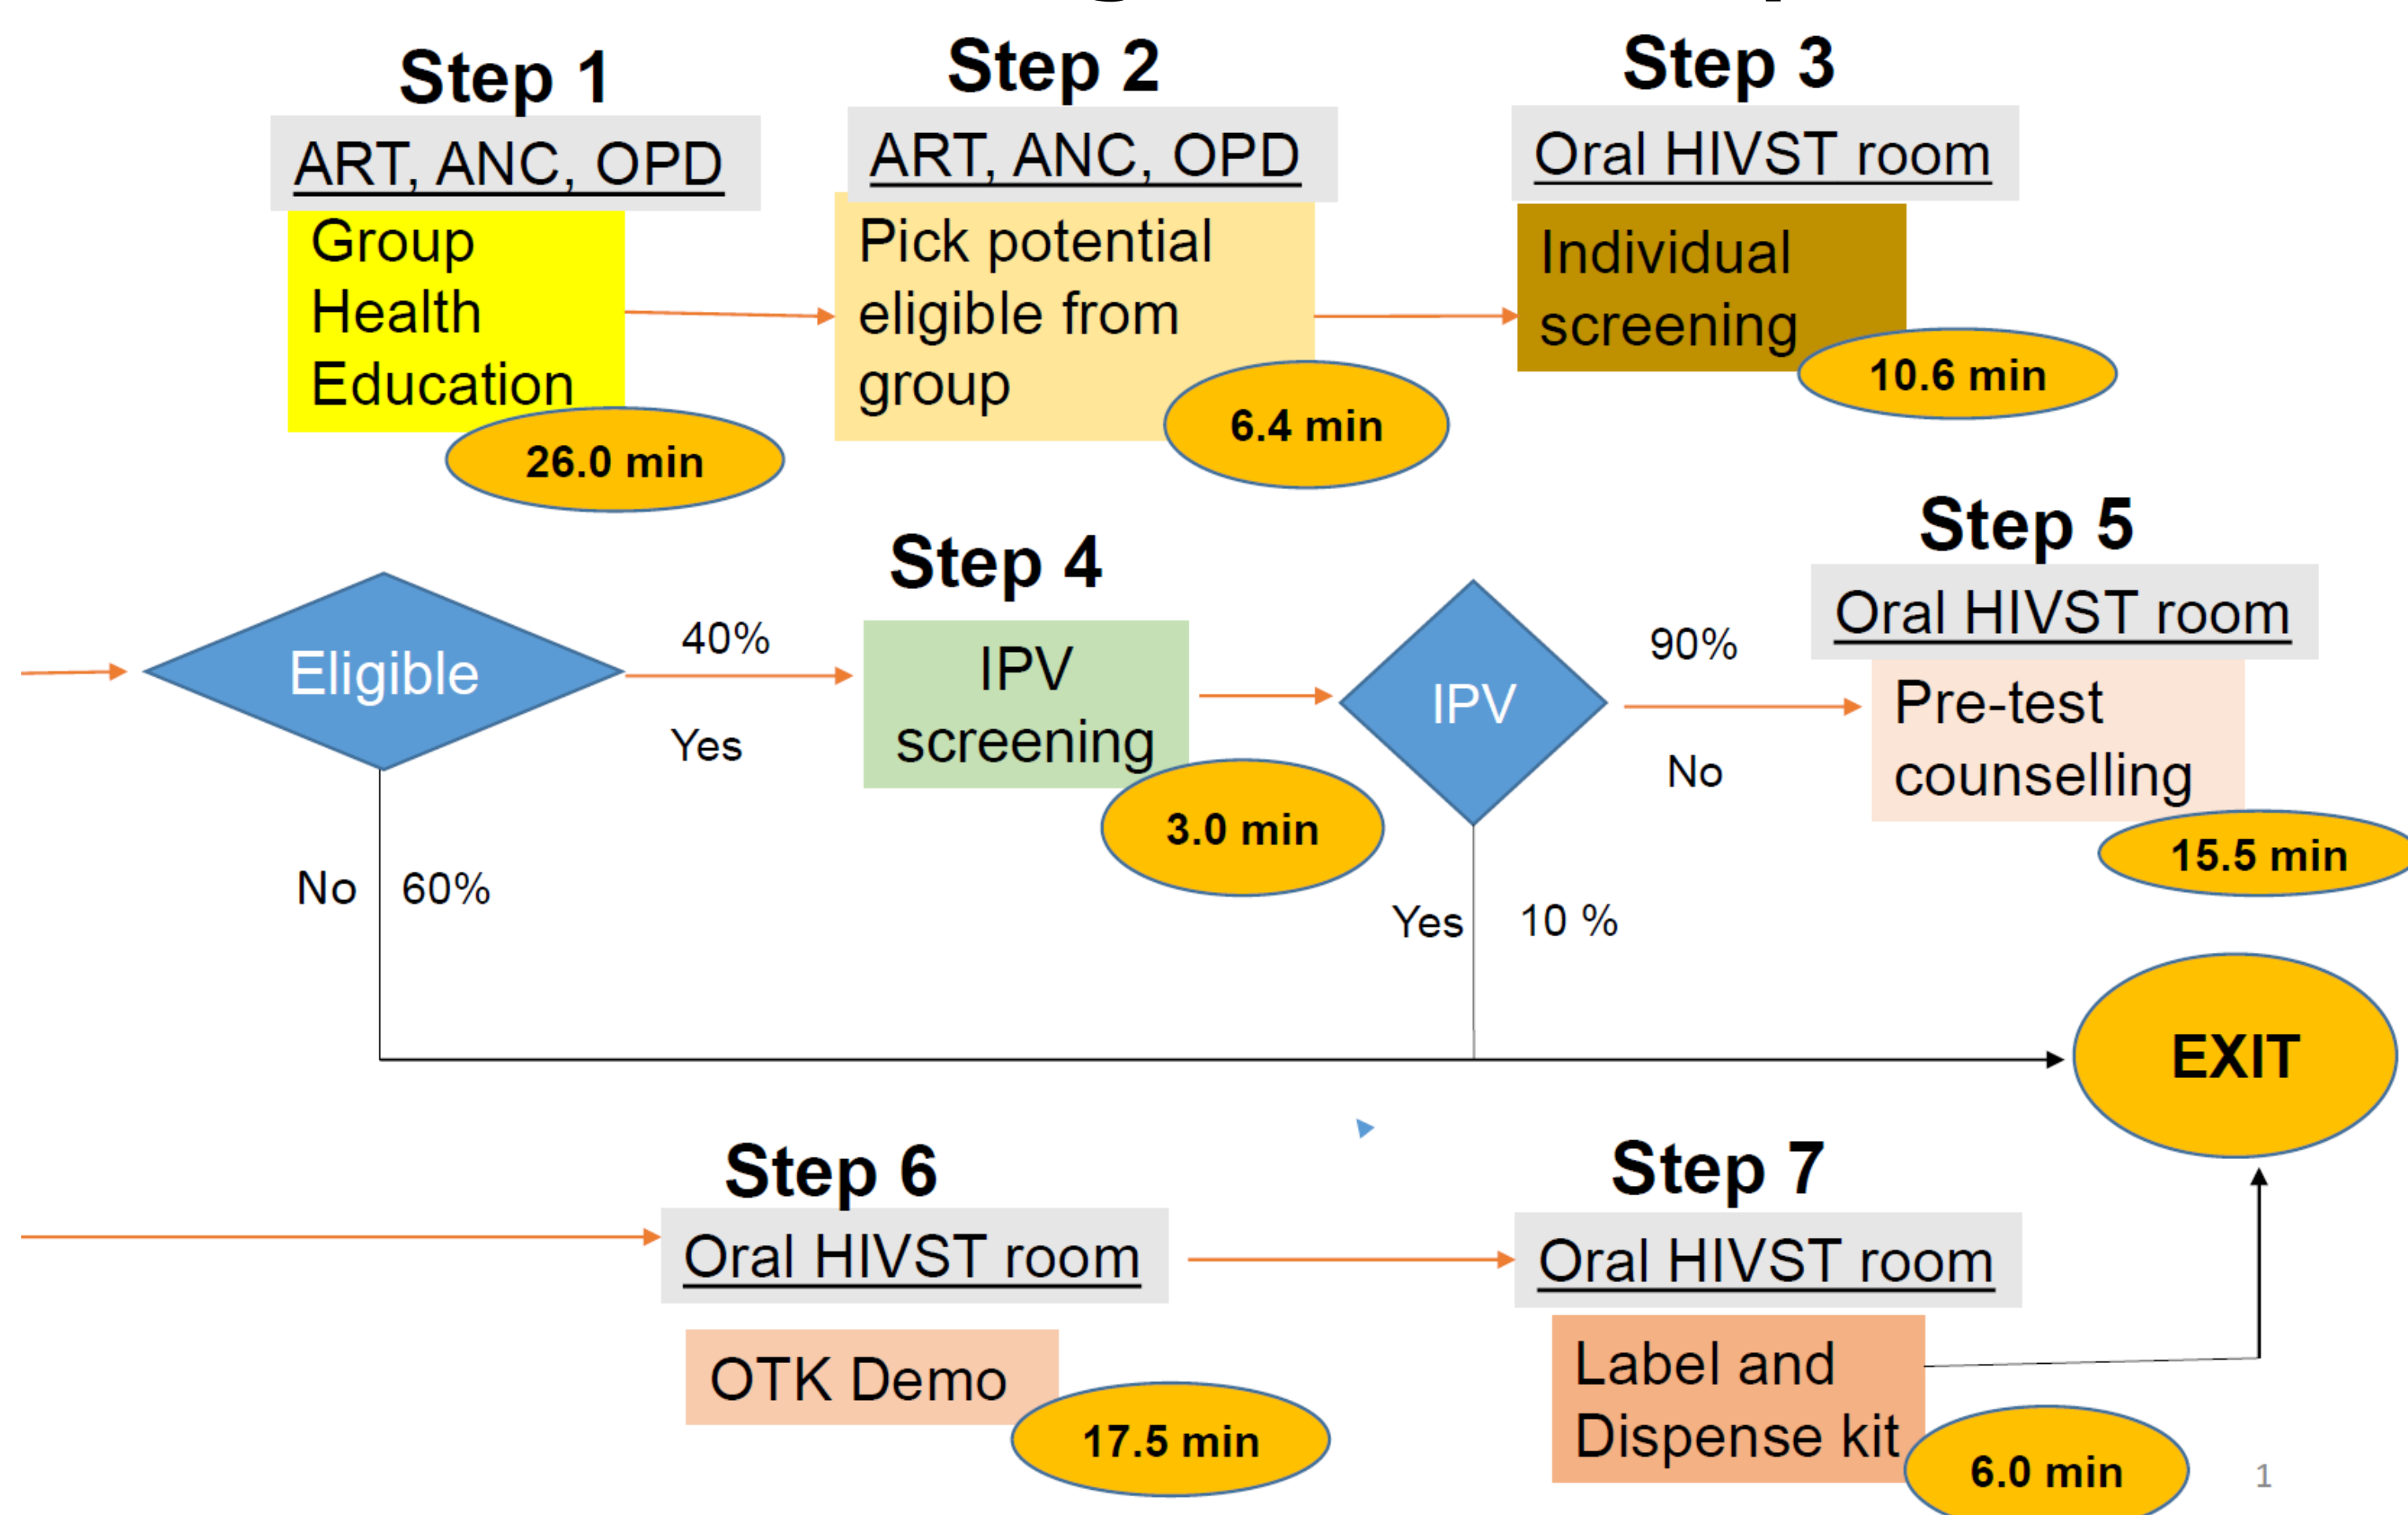 Step 1
ART, ANC, OPD
Group
Health
Education
26.0 min
Step 2
ART, ANC, OPD
Pick potential
eligible from
group
6.4 min
Step 3
Oral HIVST room
Individual
screening
10.6 min
Eligible
40%
Yes
No
60%
Step 4
IPV
screening
3.0 min
IPV
90%
No
Yes
10 %
Step 5
Oral HIVST room
Pre-test
counselling
15.5 min
EXIT
Step 6
Oral HIVST room
OTK Demo
17.5 min
Step 7
Oral HIVST room
Label and
Dispense kit
6.0 min
1